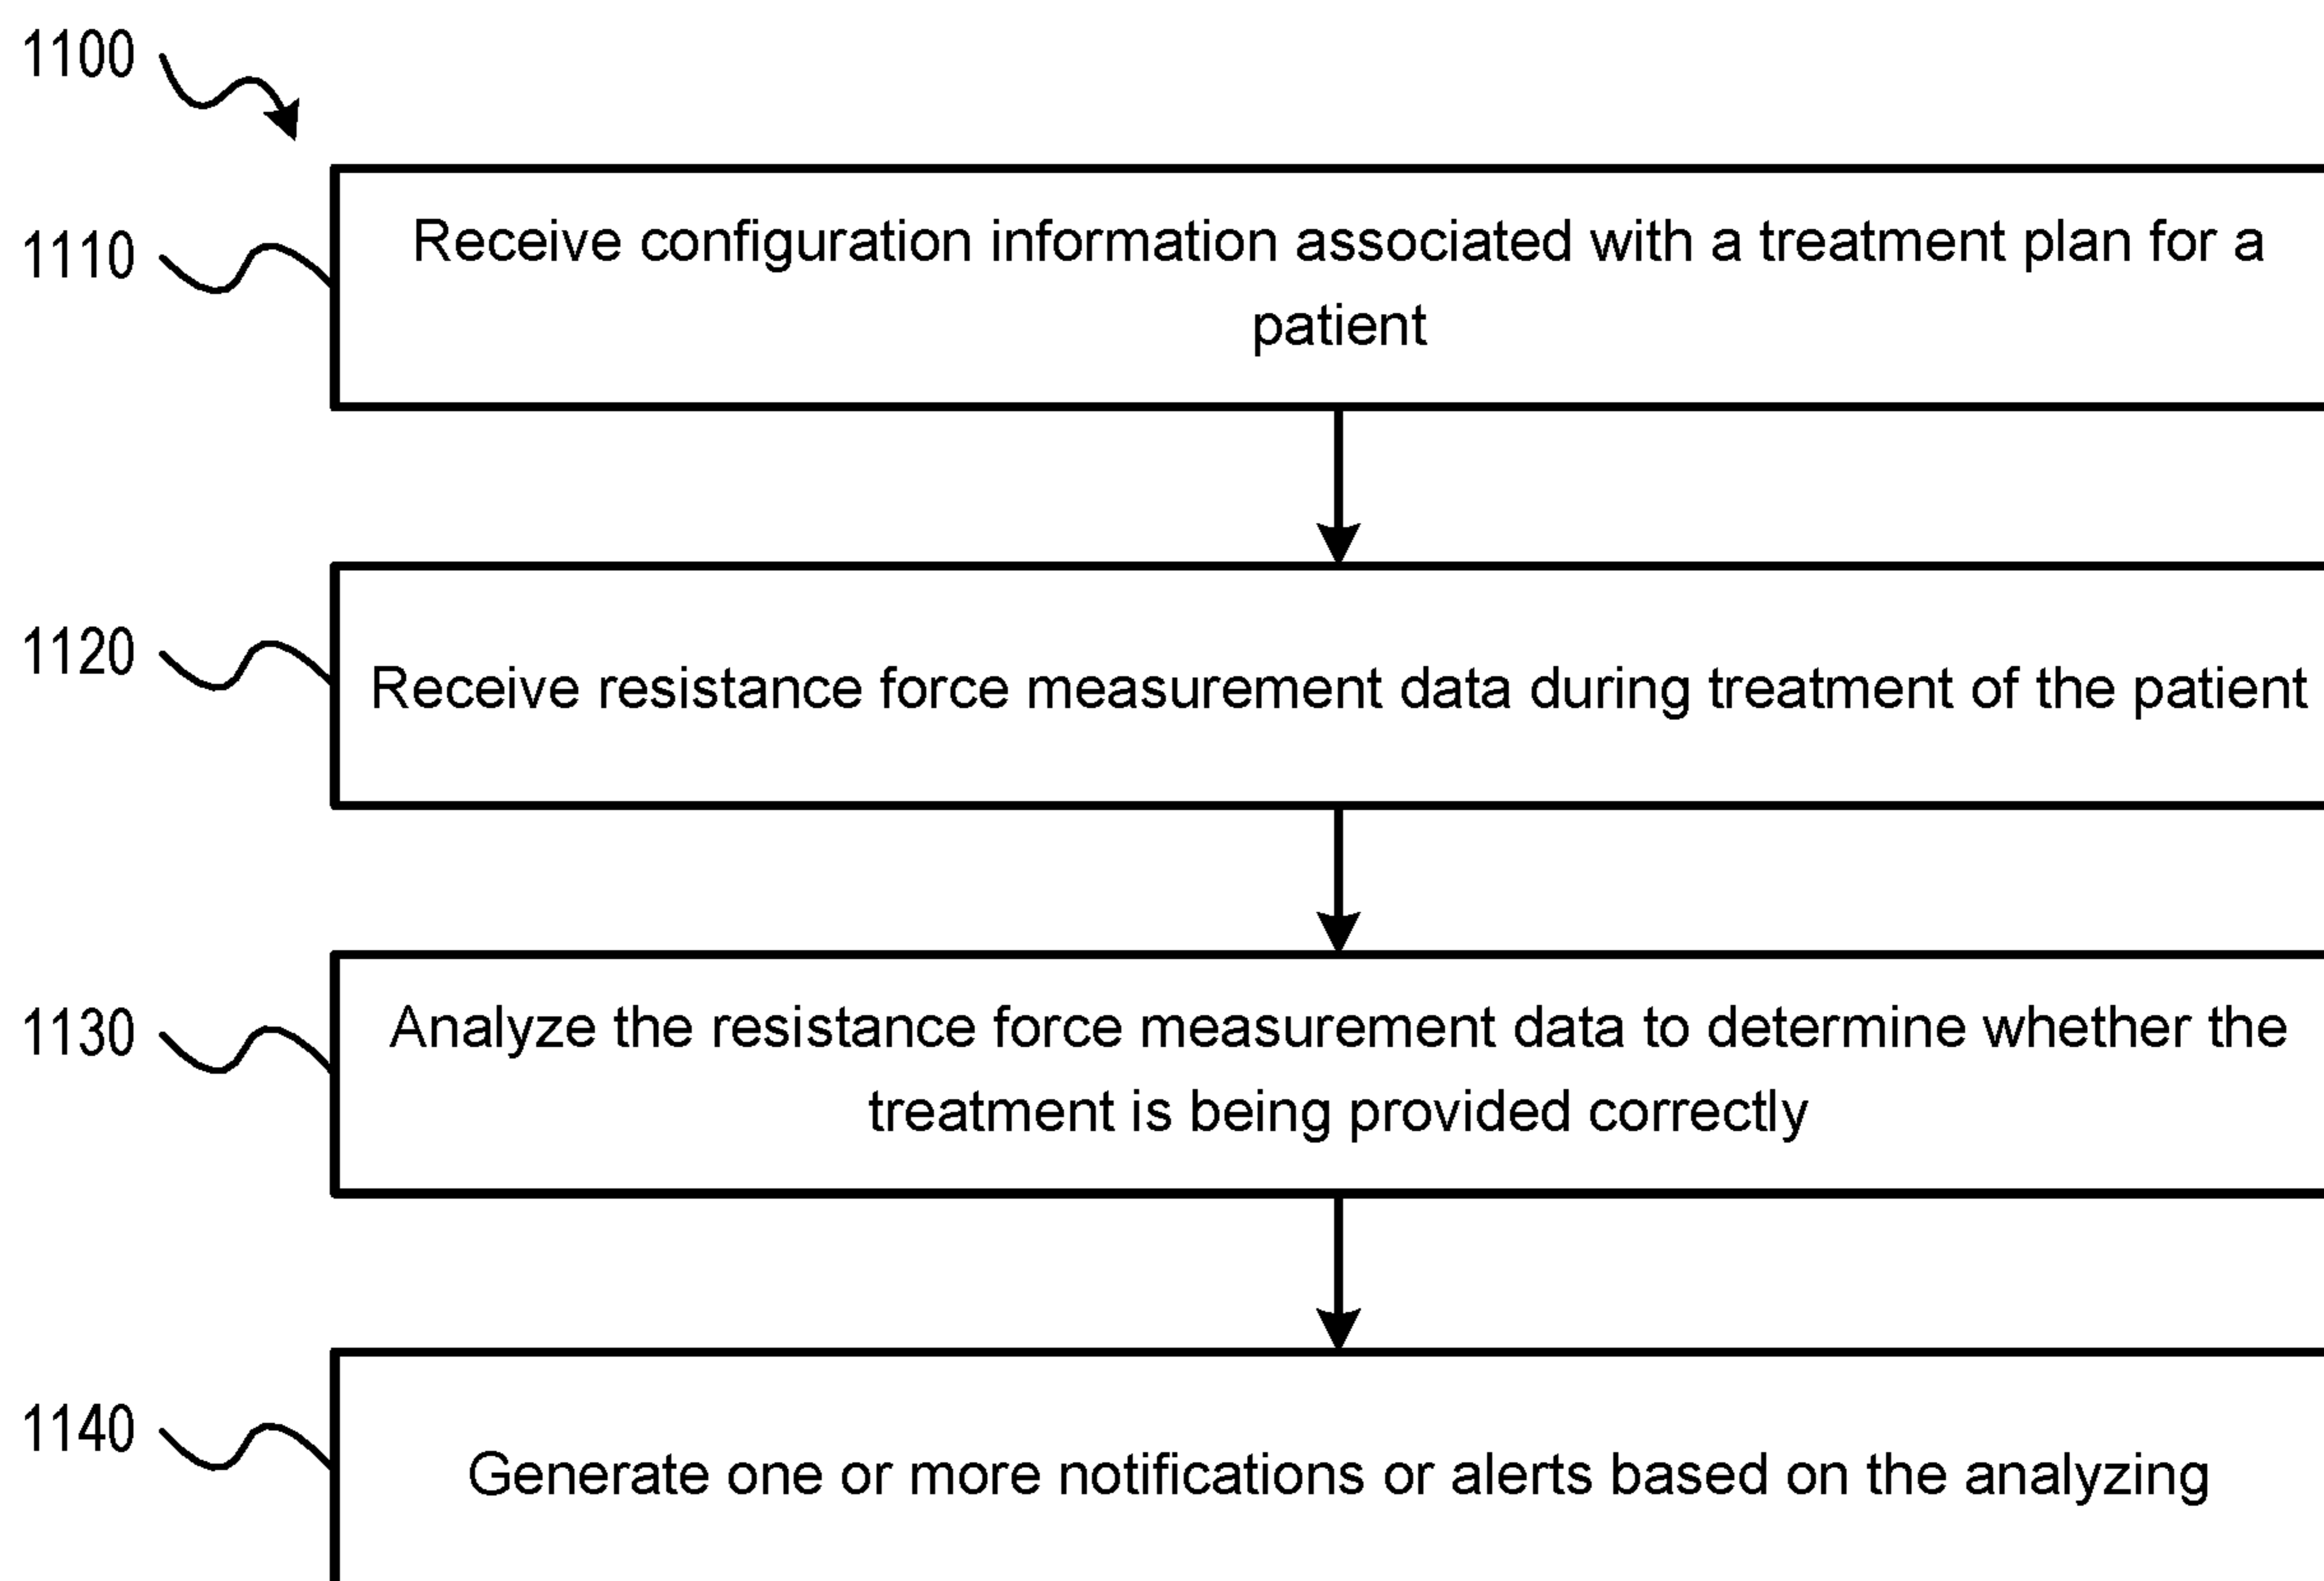 1100
1110
Receive configuration information associated with a treatment plan for a
patient
1120
Receive resistance force measurement data during treatment of the patient
1130
Analyze the resistance force measurement data to determine whether the
treatment is being provided correctly
1140
Generate one or more notifications or alerts based on the analyzing